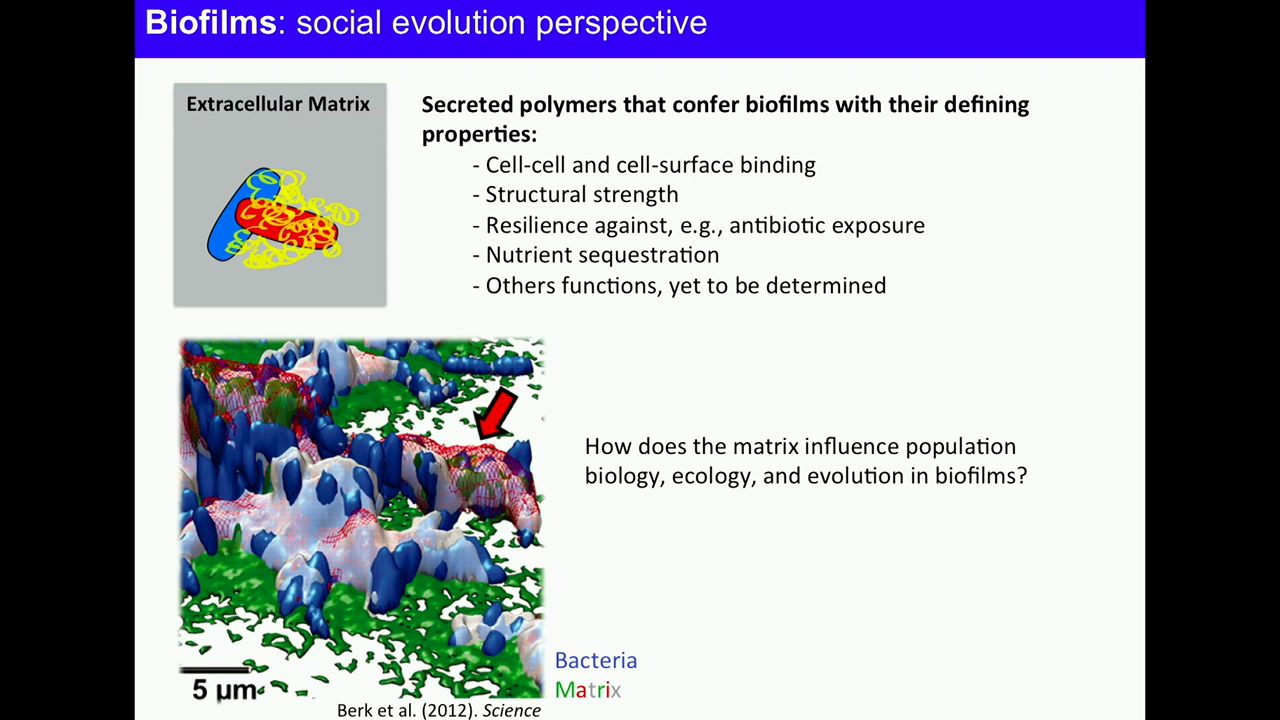 Biofilms: social evolution perspective
Extracellular Matrix
Secreted polymers that confer biofilms with their defining
properties:
- Cell-cell and cell-surface binding
- Structural strength
- Resilience against, e.g., antibiotic exposure
- Nutrient sequestration
- Others functions, yet to be determined
How does the matrix influence population
biology, ecology, and evolution in biofilms?
Bacteria
Matrix
5 µm
Berk et al. (2012). Science